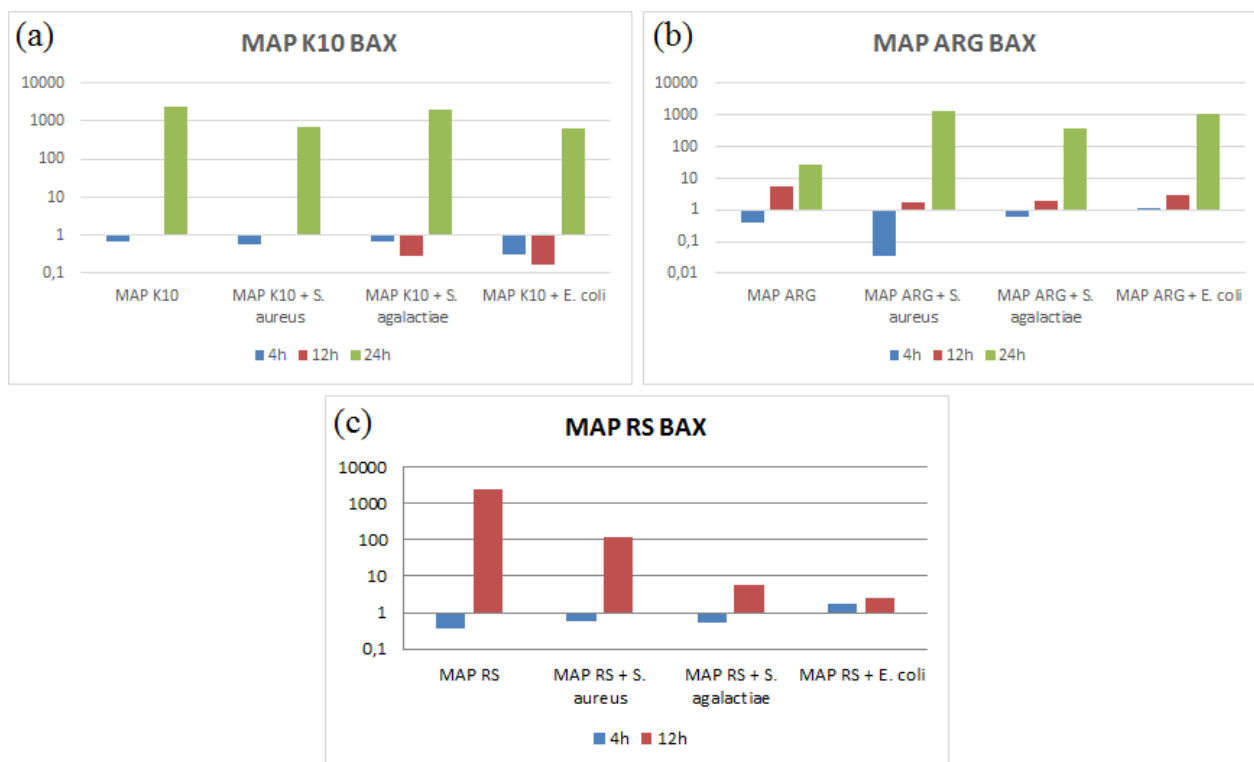 (a)
MAP K10 BAX
10000
1000
100
10
1
0,1
MAP K10
MAP K10 + S.
aureus
MAP K10 + S.
agalactiae
MAP K10 + E. coli
4h 12h 24h
(b)
MAP ARG BAX
10000
1000
100
10
1
0,1
0,01
MAP ARG
MAP ARG + S.
aureus
MAP ARG + S.
agalactiae
MAP ARG + E. coli
4h 12h 24h
(c)
MAP RS BAX
10000
1000
100
10
1
0,1
MAP RS
MAP RS + S.
aureus
MAP RS + S.
agalactiae
MAP RS + E. coli
4h 12h